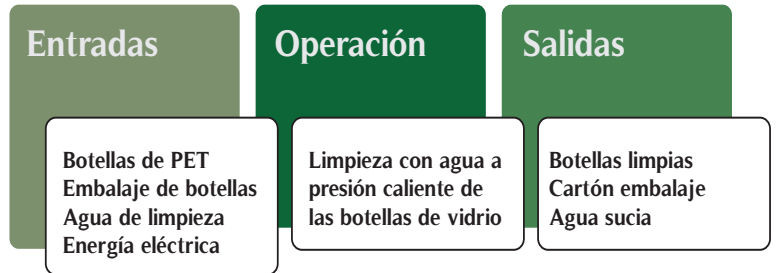 Entradas
Botellas de PET
Embalaje de botellas
Agua de limpieza
Energía eléctrica
Operación
Limpieza con agua a
presión caliente de
las botellas de vidrio
Salidas
Botellas limpias
Cartón embalaje
Agua sucia